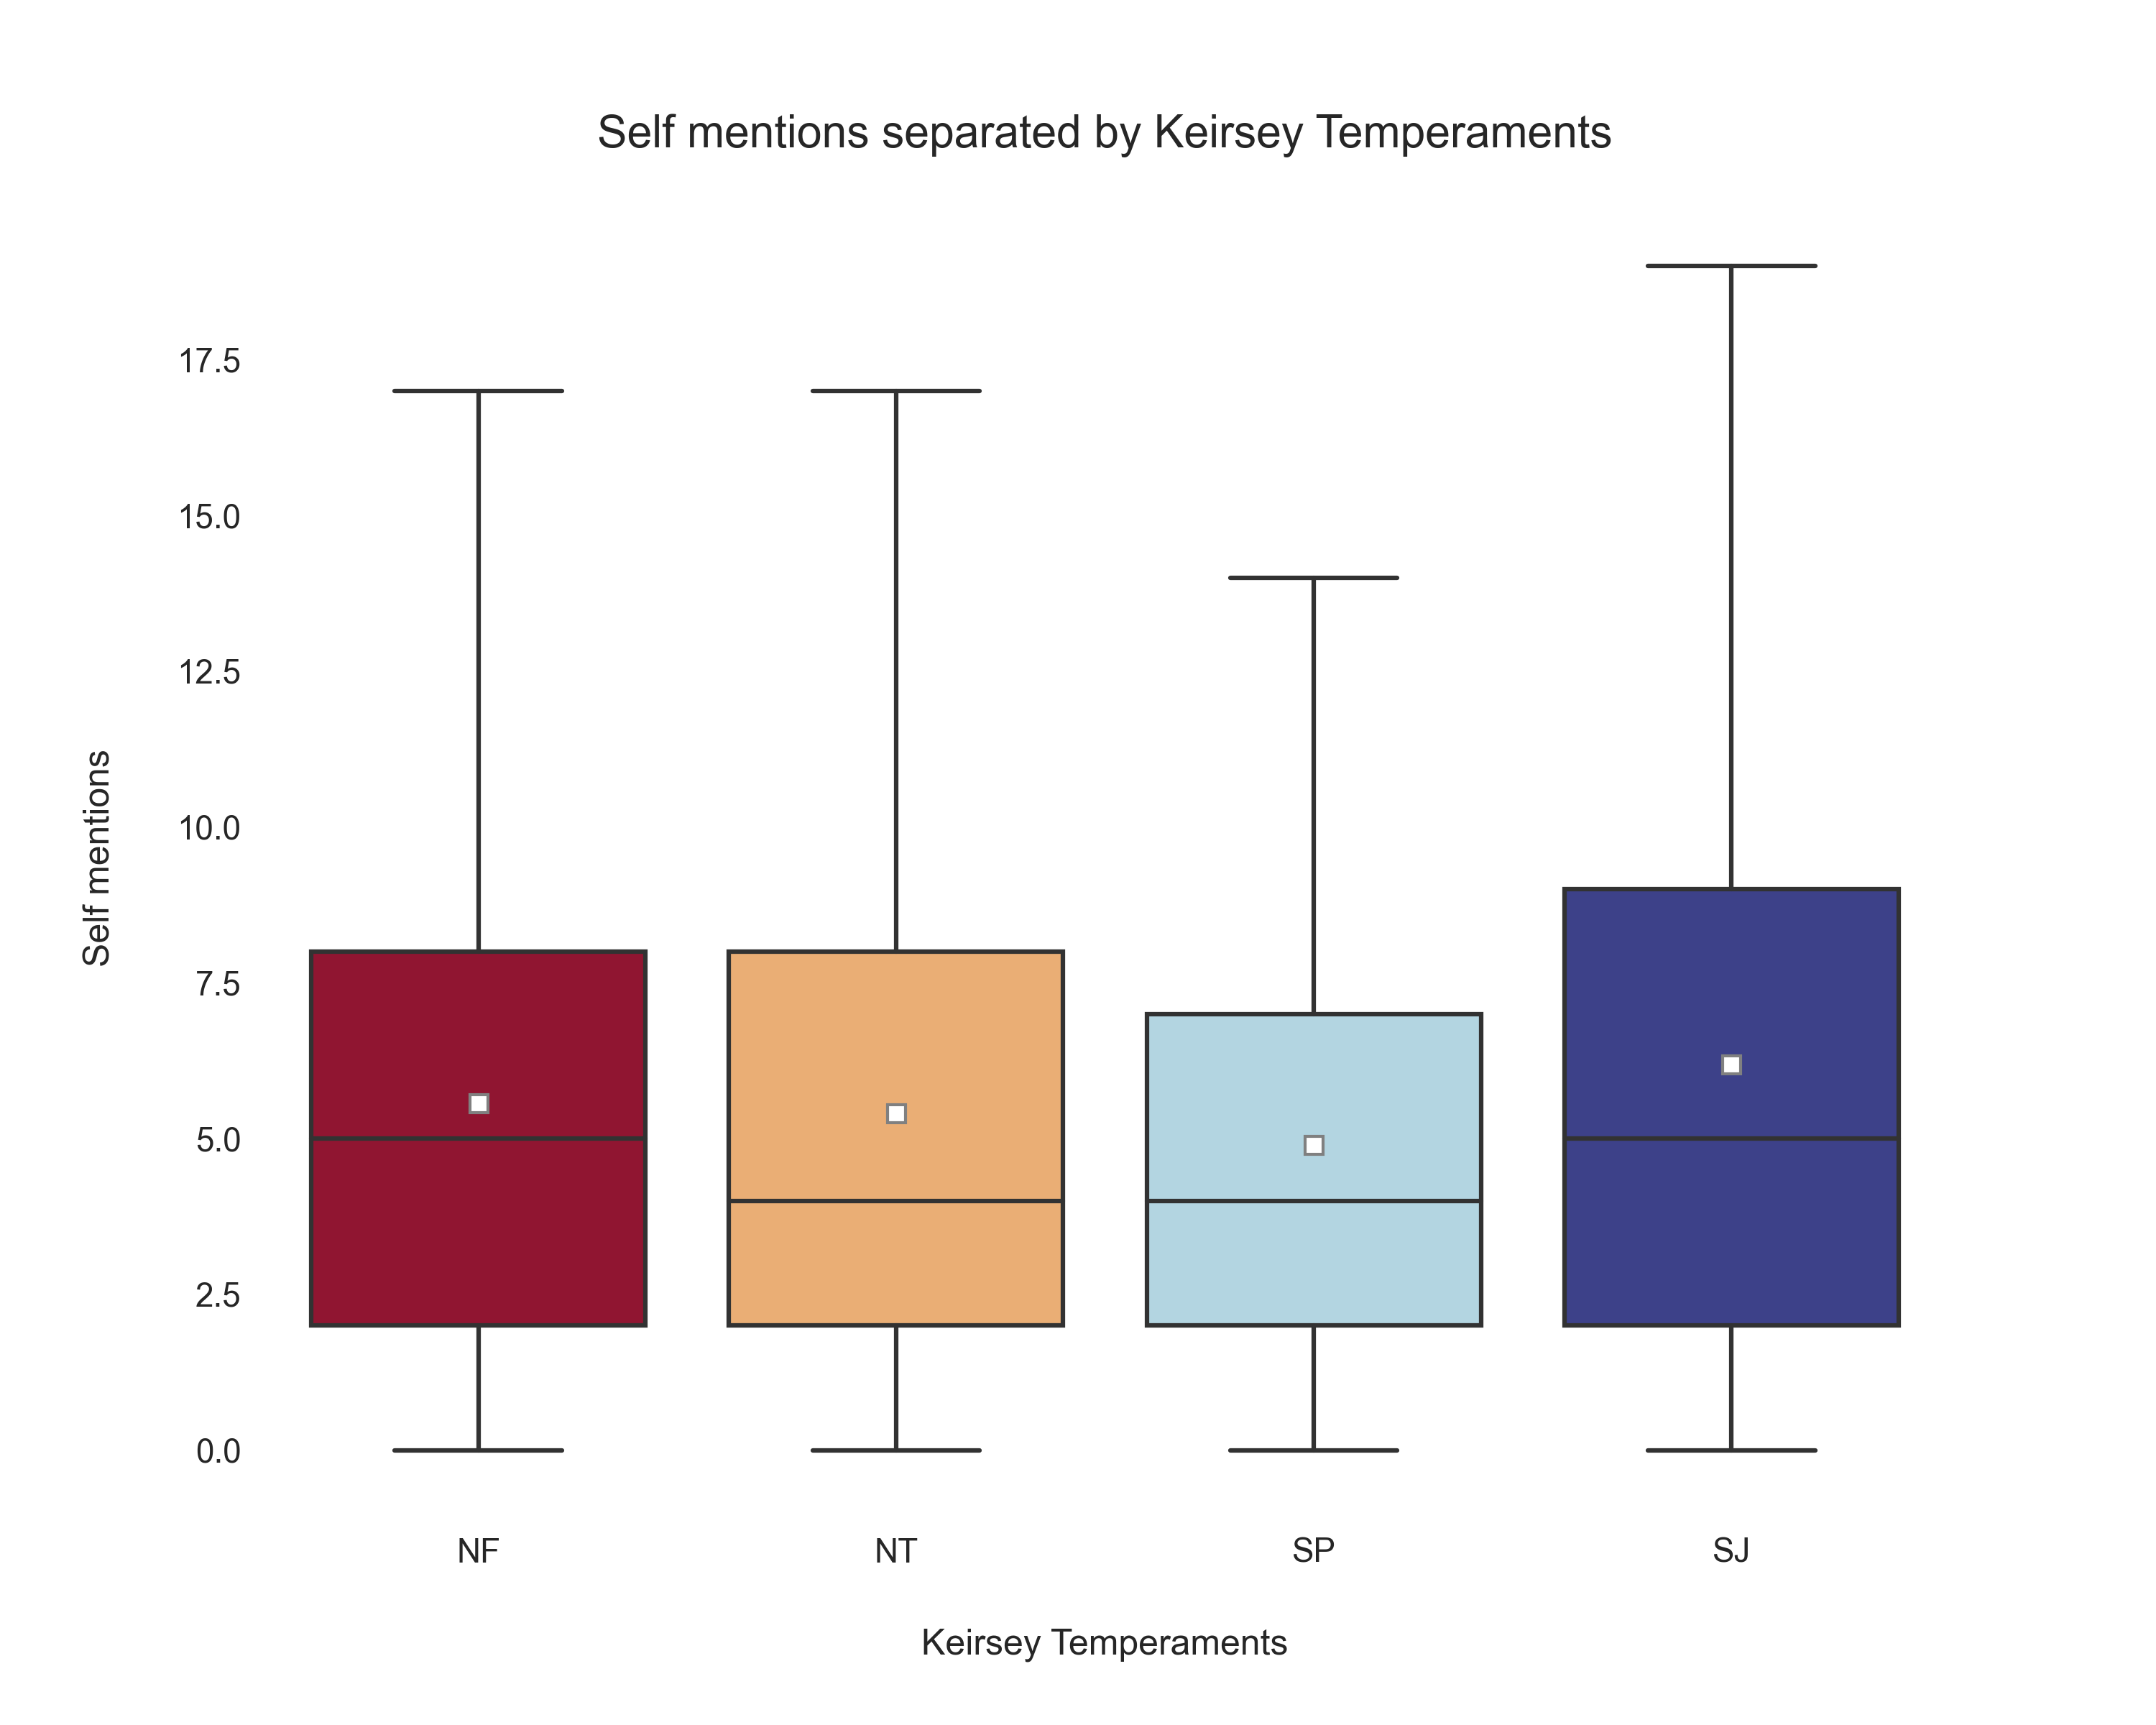 Self mentions separated by Keirsey Temperaments
17.5
15.0
12.5
10.0
7.5
5.0
2.5
0.0
Self mentions
NF
NT
SP
SJ
Keirsey Temperaments